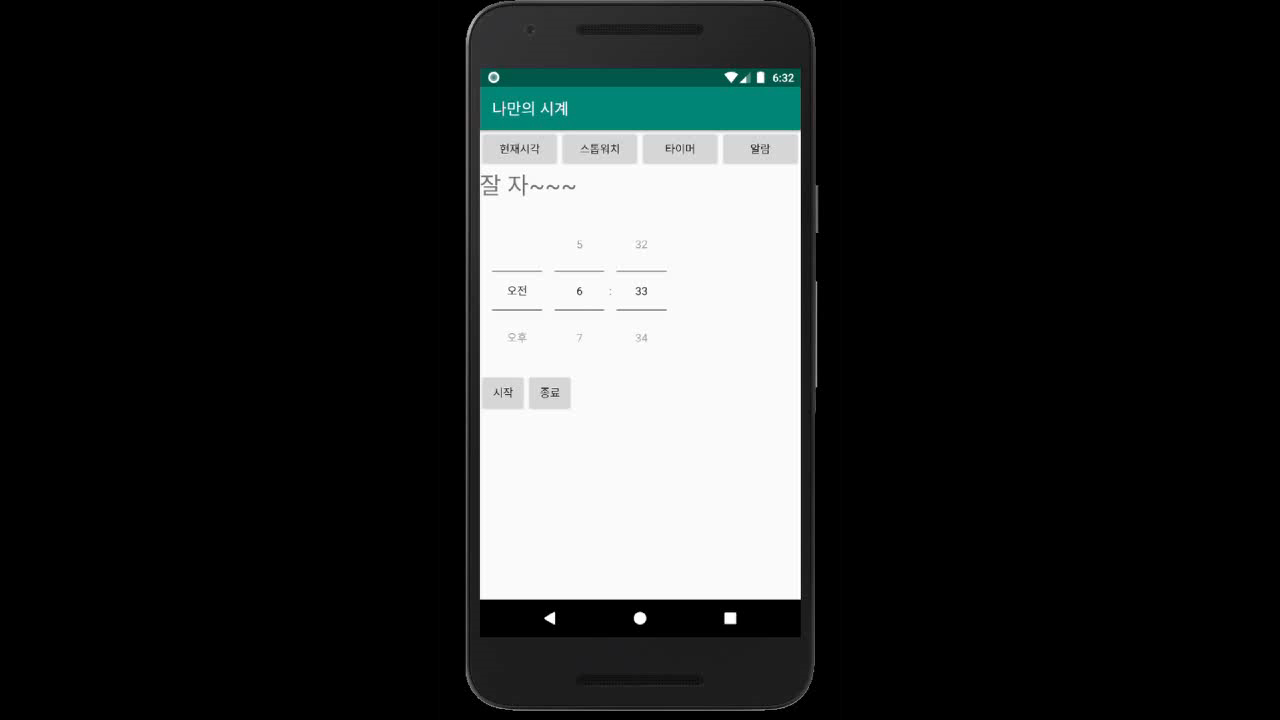 6:32
나만의 시계
현재시각 스톱워치 타이머 알람
잘 자~~~
5 32
오전 6 : 33
오후 7 34
시작 종료